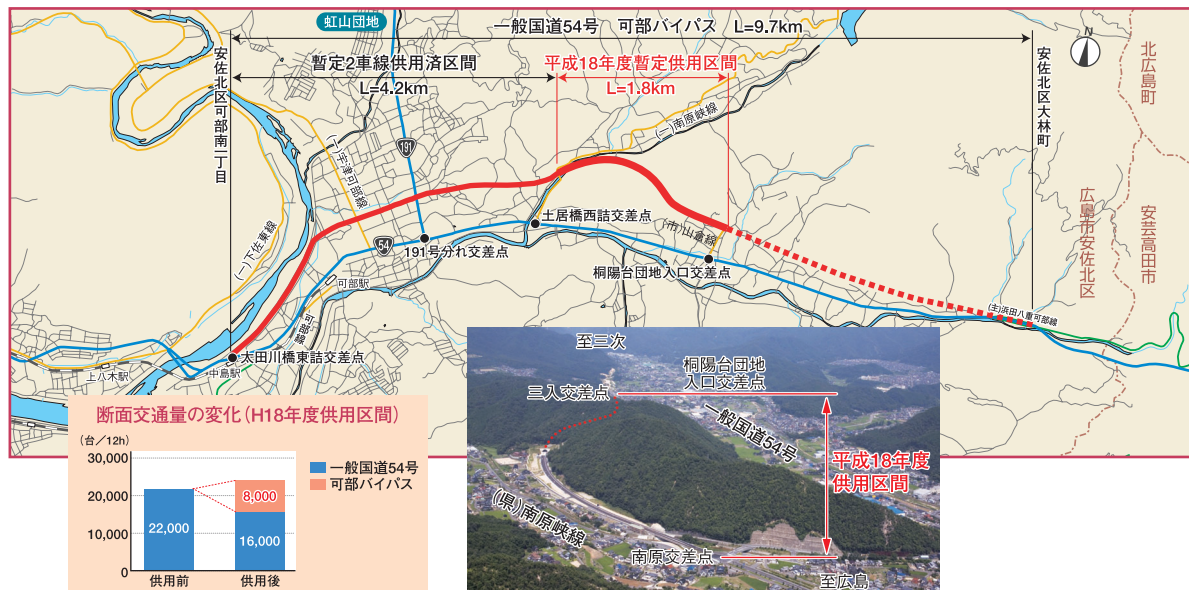 虹山団地
一般国道54号 可部バイパス L=9.7km
安佐北区可部南一丁目
暫定2車線供用済区間
L=4.2km
平成18年度暫定供用区間
L=1.8km
安佐北区大林町
N
北広島町
広島市安佐北区
安芸高田市
(一)南原峡線
(一)宇津可部線
191
54
191号分れ交差点
土居橋西詰交差点
(市)山倉線
桐陽台団地入口交差点
(一)下佐東線
可部駅
可部線
(主)浜田八重可部線
太田川橋東詰交差点
中島駅
上八木駅
断面交通量の変化(H18年度供用区間)
(台/12h)
30,000
20,000
10,000
0
22,000
8,000
16,000
供用前
供用後
一般国道54号
可部バイパス
至三次
三入交差点
桐陽台団地
入口交差点
一般国道54号
平成18年度
供用区間
(県)南原峡線
南原交差点
至広島